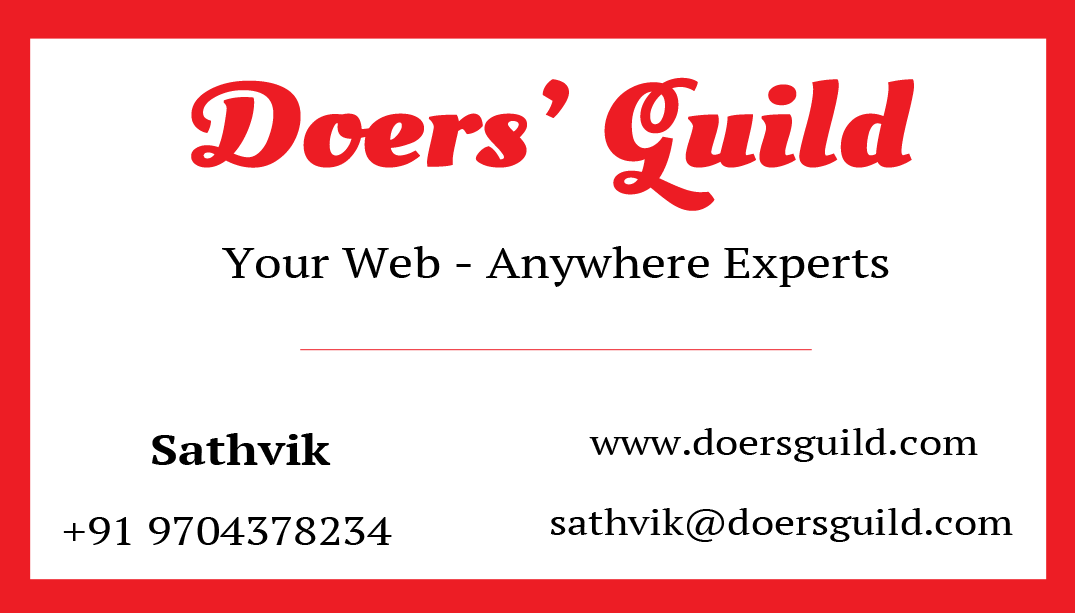 Doers’ Guild
Your Web - Anywhere Experts
Sathvik
+91 9704378234
www.doersguild.com
sathvik@doersguild.com